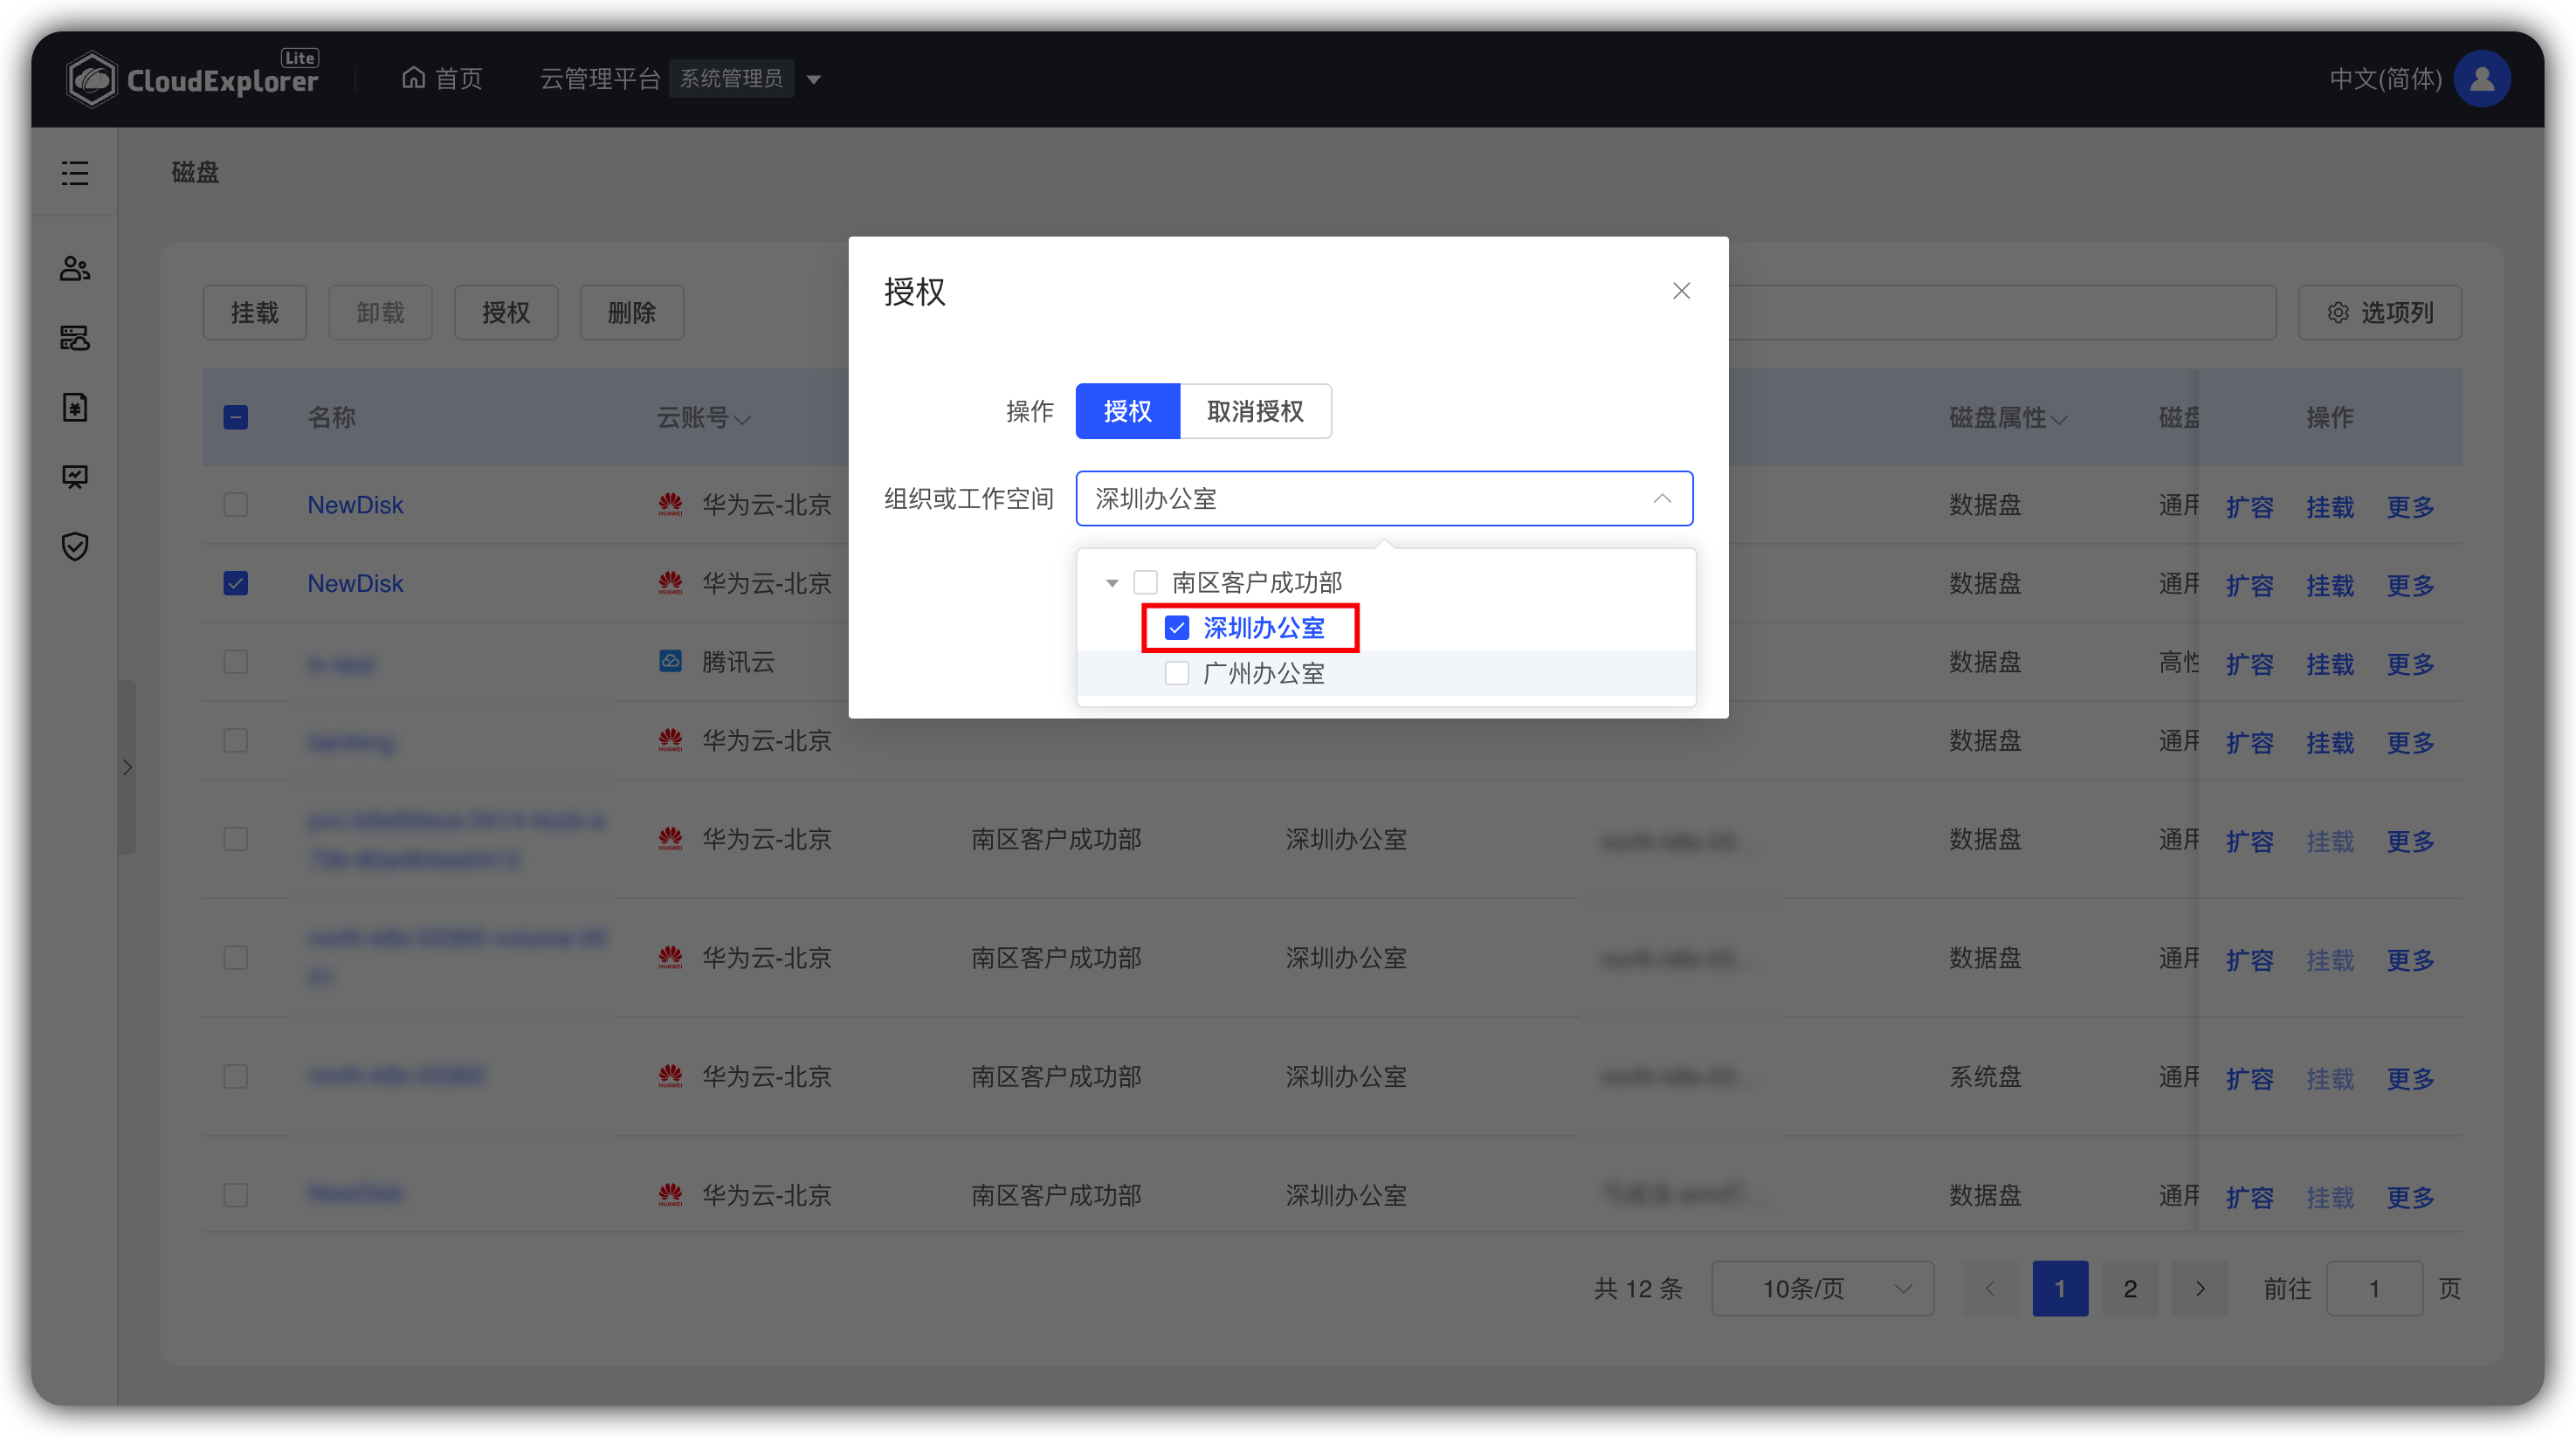 CloudExplorer Lite
首页
云管理平台 系统管理员
中文(简体)
磁盘
挂载 卸载 授权 删除
选项列
名称 云账号 磁盘属性 磁盘 操作
NewDisk HUAWEI 华为云-北京 数据盘 通用 扩容 挂载 更多
NewDisk HUAWEI 华为云-北京 数据盘 通用 扩容 挂载 更多
腾讯云 数据盘 高性 扩容 挂载 更多
HUAWEI 华为云-北京 数据盘 通用 扩容 挂载 更多
HUAWEI 华为云-北京 南区客户成功部 深圳办公室 数据盘 通用 扩容 挂载 更多
HUAWEI 华为云-北京 南区客户成功部 深圳办公室 数据盘 通用 扩容 挂载 更多
HUAWEI 华为云-北京 南区客户成功部 深圳办公室 系统盘 通用 扩容 挂载 更多
NewDisk HUAWEI 华为云-北京 南区客户成功部 深圳办公室 数据盘 通用 扩容 挂载 更多
共 12 条 10条/页 1 2 前往 1 页
授权
操作 授权 取消授权
组织或工作空间 深圳办公室
南区客户成功部
深圳办公室
广州办公室